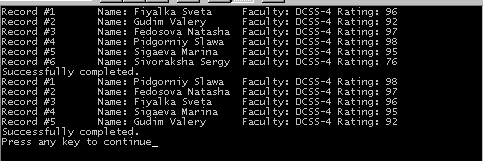 Record #1 Name: Fiyalka Sveta Faculty: DCSS-4 Rating: 96
Record #2 Name: Gudim Valery Faculty: DCSS-4 Rating: 92
Record #3 Name: Fedosova Natasha Faculty: DCSS-4 Rating: 97
Record #4 Name: Pidgorniy Slawa Faculty: DCSS-4 Rating: 98
Record #5 Name: Sigaeva Marina Faculty: DCSS-4 Rating: 95
Record #6 Name: Sivoraksha Sergy Faculty: DCSS-4 Rating: 76
Successfully completed.
Record #1 Name: Pidgorniy Slawa Faculty: DCSS-4 Rating: 98
Record #2 Name: Fedosova Natasha Faculty: DCSS-4 Rating: 97
Record #3 Name: Fiyalka Sveta Faculty: DCSS-4 Rating: 96
Record #4 Name: Sigaeva Marina Faculty: DCSS-4 Rating: 95
Record #5 Name: Gudim Valery Faculty: DCSS-4 Rating: 92
Successfully completed.
Press any key to continue_